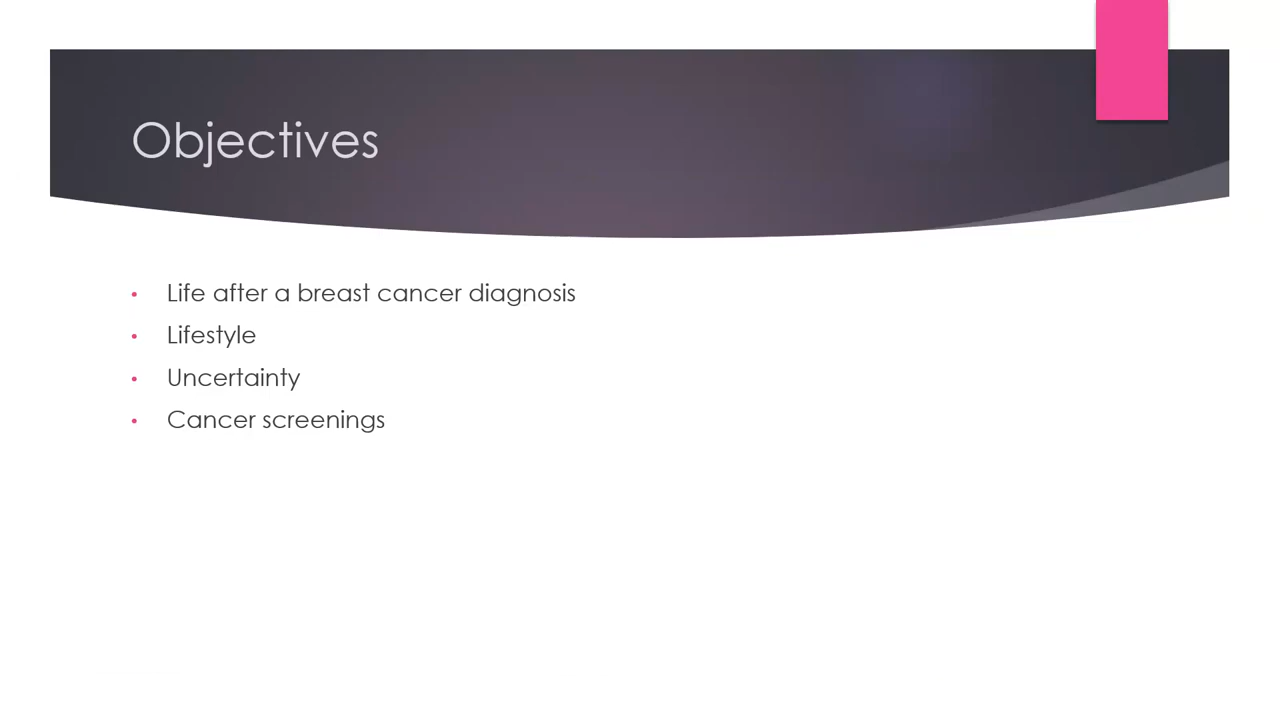 Objectives
• Life after a breast cancer diagnosis
• Lifestyle
• Uncertainty
• Cancer screenings